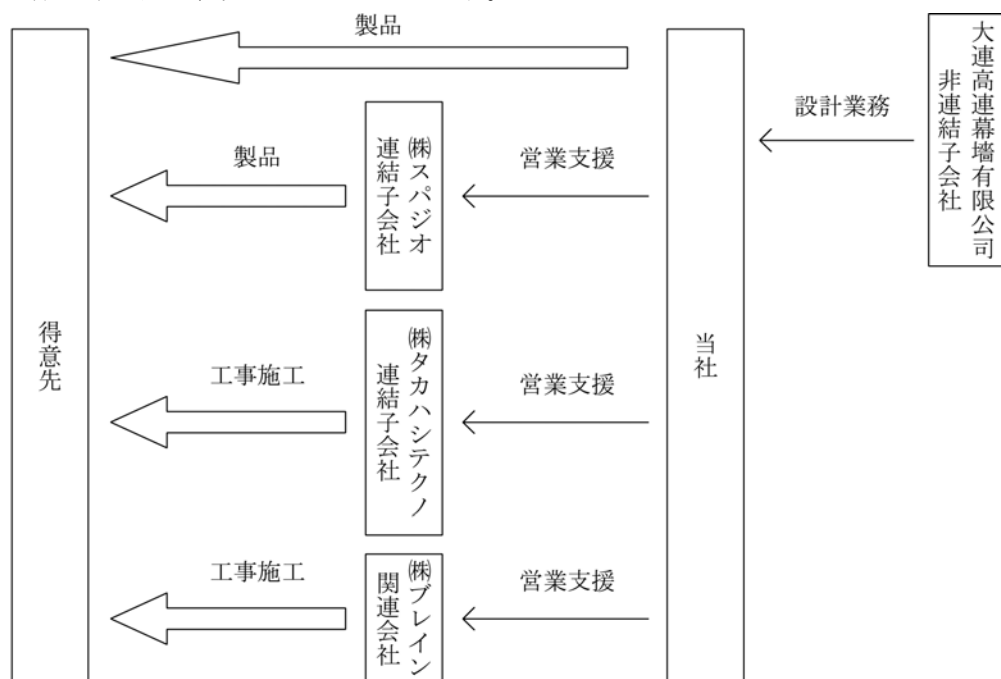 製品
製品
工事施工
工事施工
得意先
㈱スパジオ
連結子会社
㈱タカハシテクノ
連結子会社
㈱ブレイン
関連会社
営業支援
営業支援
営業支援
当社
設計業務
大連高連幕墻有限公司
非連結子会社